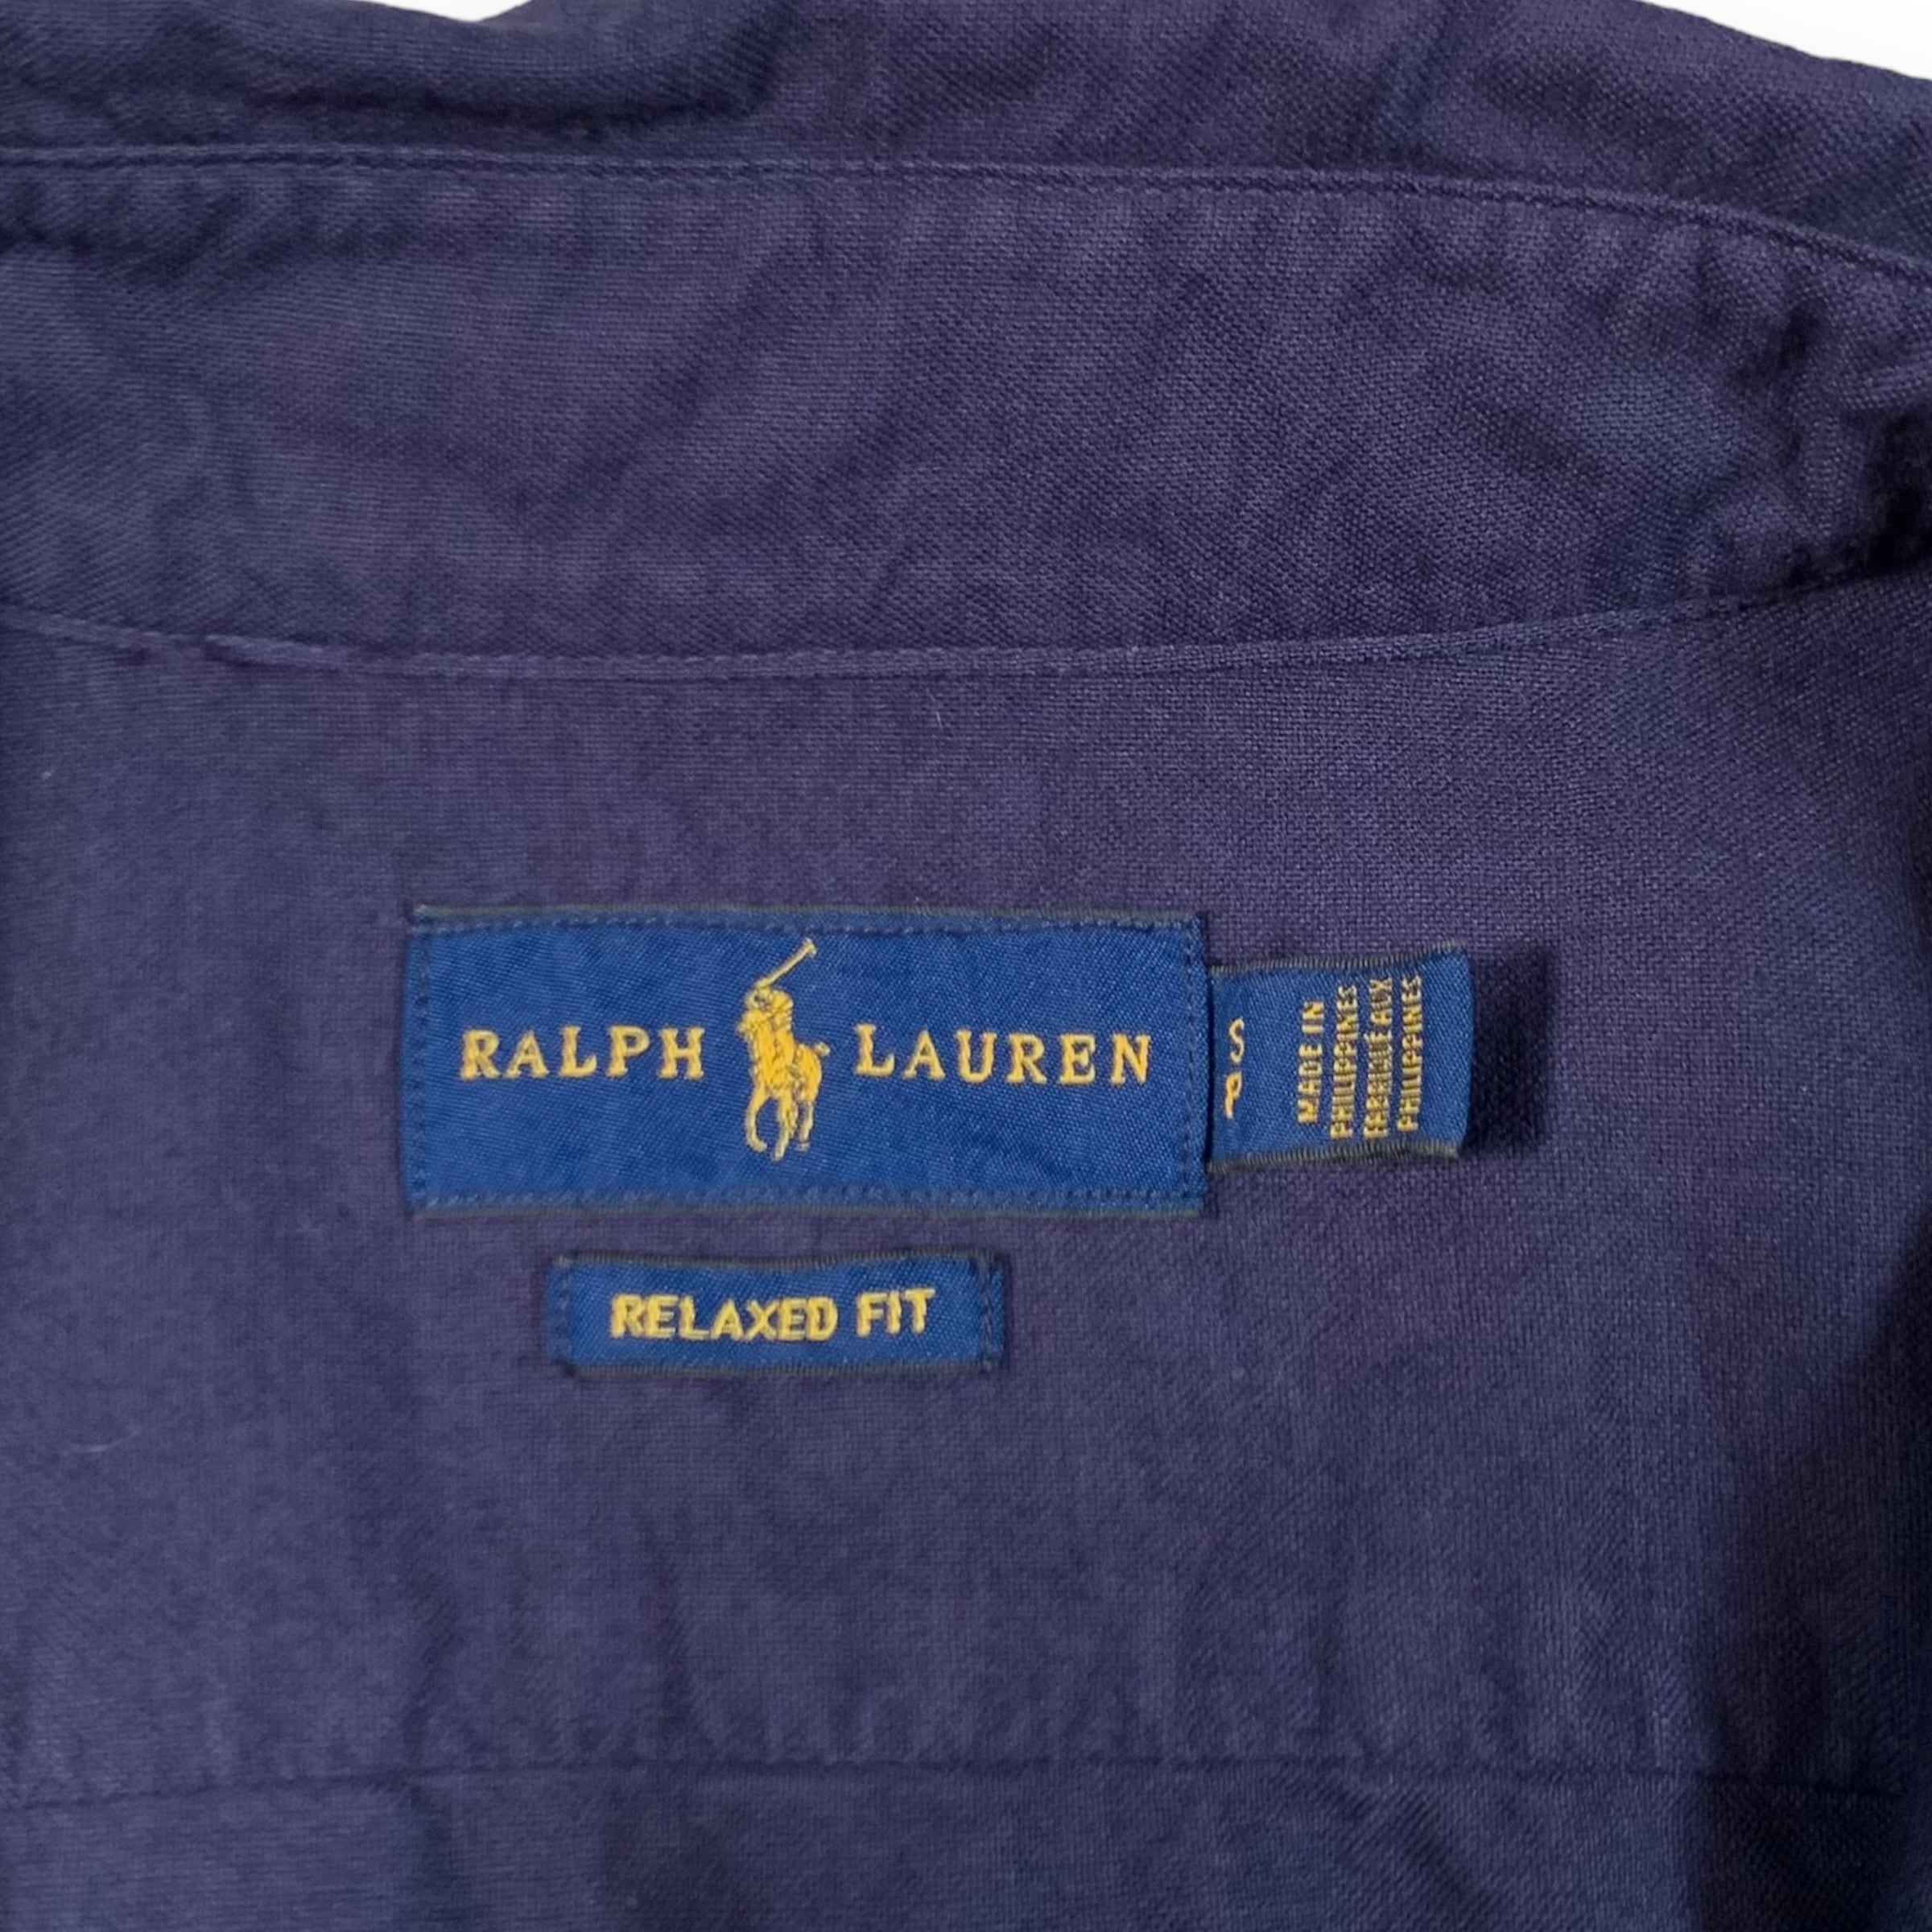 RALPH LAUREN
S
P
MADE IN
PHILIPPINES
FABRIQUÉ AUX
PHILIPPINES
RELAXED FIT